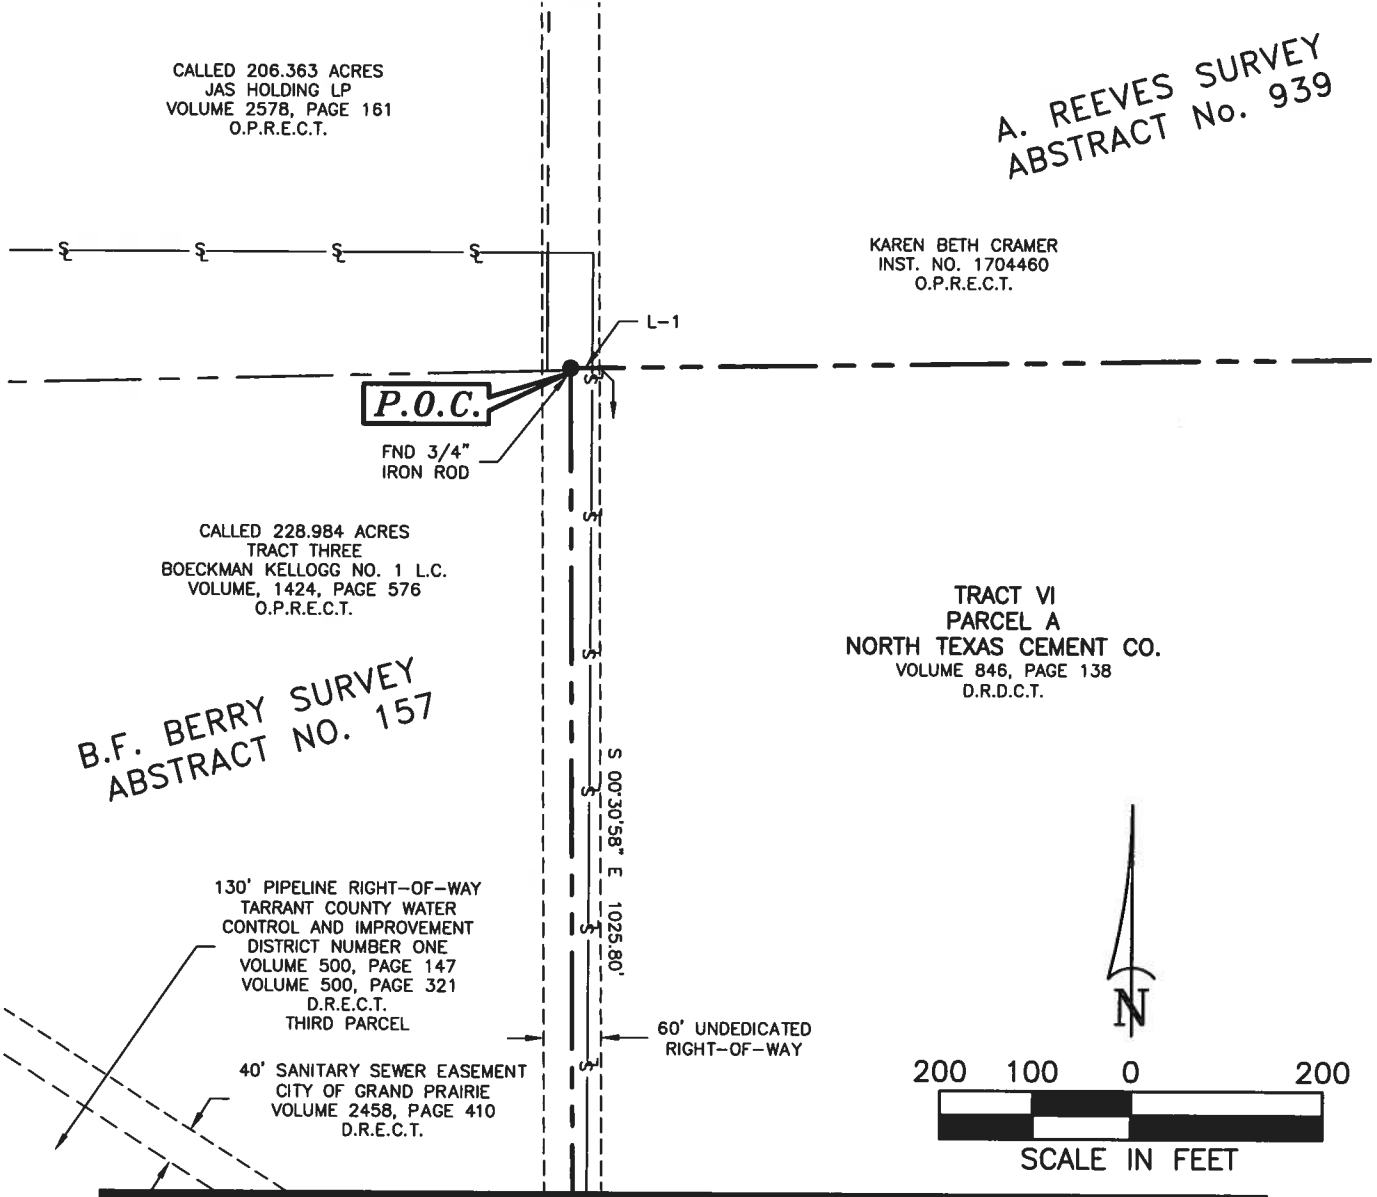 CALLED 206.363 ACRES
JAS HOLDING LP
VOLUME 2578, PAGE 161
O.P.R.E.C.T.
A. REEVES SURVEY
ABSTRACT No. 939
KAREN BETH CRAMER
INST. NO. 1704460
O.P.R.E.C.T.
L-1
P.O.C.
FND 3/4"
IRON ROD
CALLED 228.984 ACRES
TRACT THREE
BOECKMAN KELLOGG NO. 1 L.C.
VOLUME, 1424, PAGE 576
O.P.R.E.C.T.
TRACT VI
PARCEL A
NORTH TEXAS CEMENT CO.
VOLUME 846, PAGE 138
D.R.D.C.T.
B.F. BERRY SURVEY
ABSTRACT NO. 157
S 00°30'58" E 1025.80'
130' PIPELINE RIGHT-OF-WAY
TARRANT COUNTY WATER
CONTROL AND IMPROVEMENT
DISTRICT NUMBER ONE
VOLUME 500, PAGE 147
VOLUME 500, PAGE 321
D.R.E.C.T.
THIRD PARCEL
60' UNDEDICATED
RIGHT-OF-WAY
40' SANITARY SEWER EASEMENT
CITY OF GRAND PRAIRIE
VOLUME 2458, PAGE 410
D.R.E.C.T.
N
200 100 0 200
SCALE IN FEET